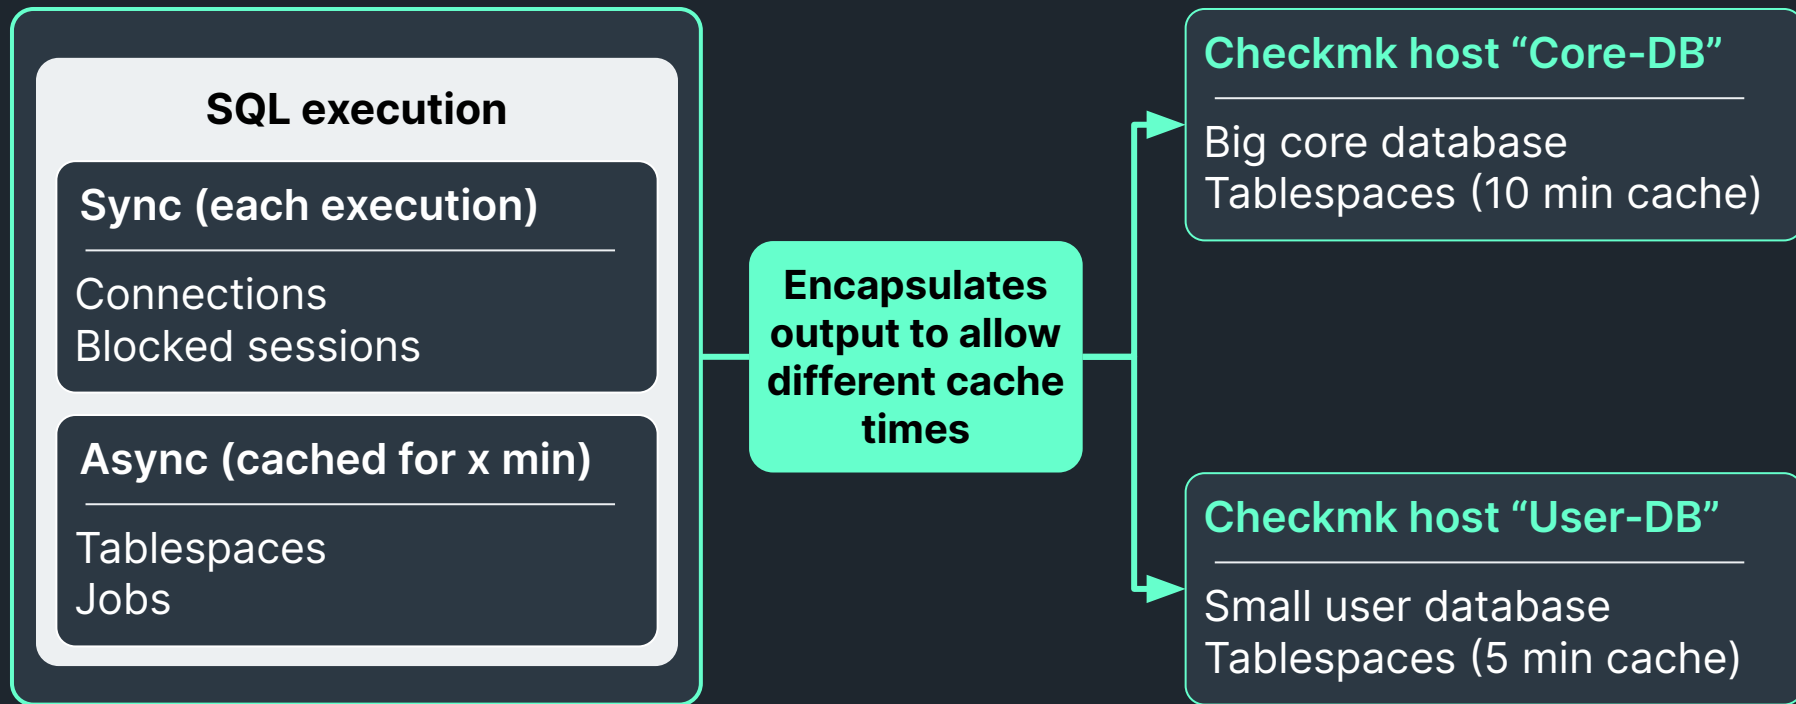 SQL execution
Sync (each execution)
Connections
Blocked sessions
Async (cached for x min)
Tablespaces
Jobs
Encapsulates
output to allow
different cache
times
Checkmk host “Core-DB”
Big core database
Tablespaces (10 min cache)
Checkmk host “User-DB”
Small user database
Tablespaces (5 min cache)